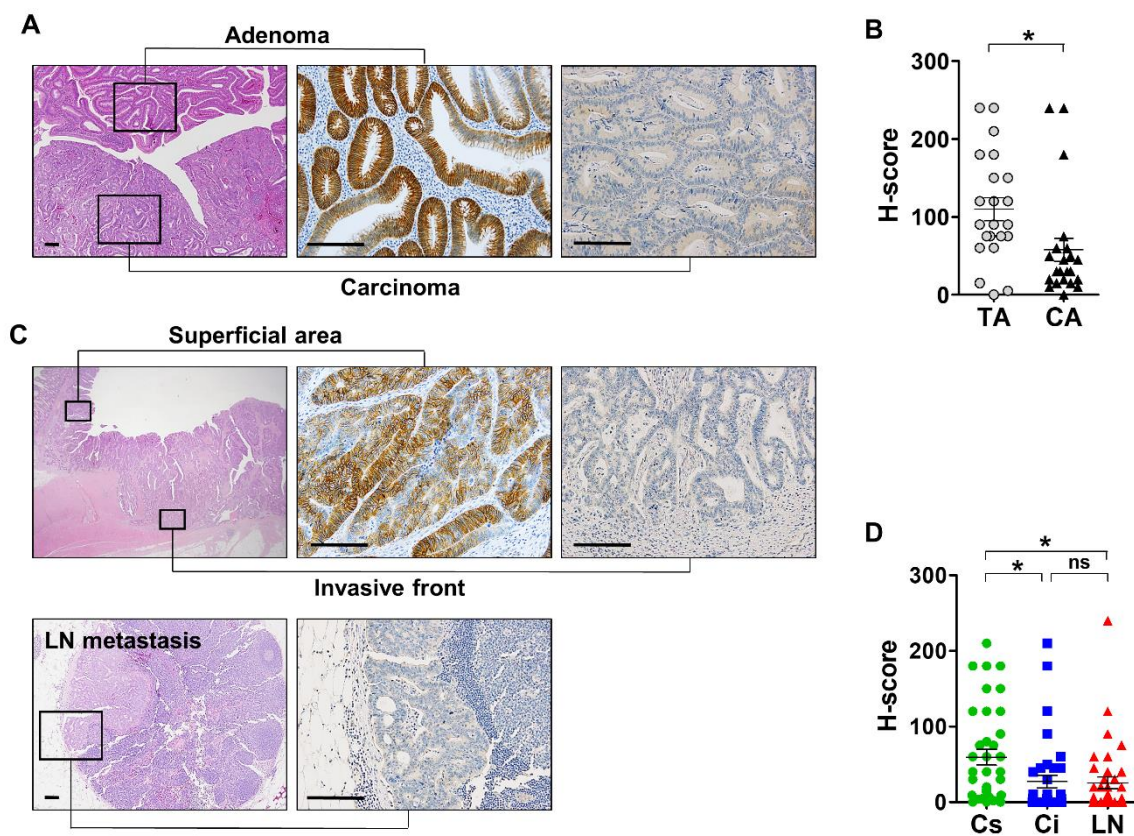 A
Adenoma
Carcinoma
B
*
300
200
100
0
H-score
TA CA
C
Superficial area
Invasive front
LN metastasis
D
*
* ns
300
200
100
0
H-score
Cs Ci LN